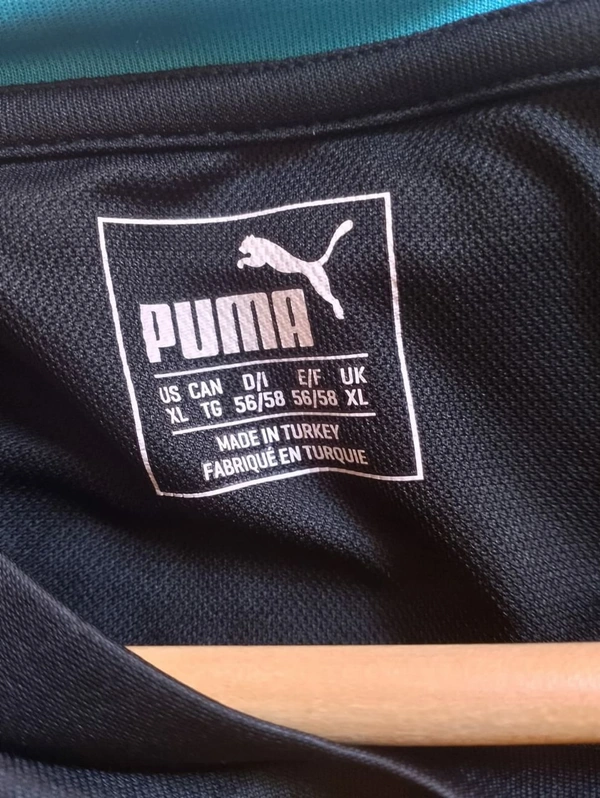 PUMA
US CAN D/I E/F UK
XL TG 56/58 56/58 XL
MADE IN TURKEY
FABRIQUÉ EN TURQUIE